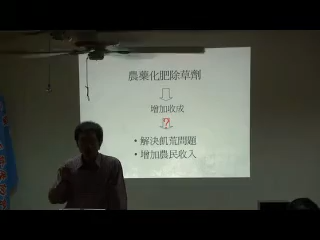 農藥化肥除草劑
增加收成
?
• 解決飢荒問題
• 增加農民收入